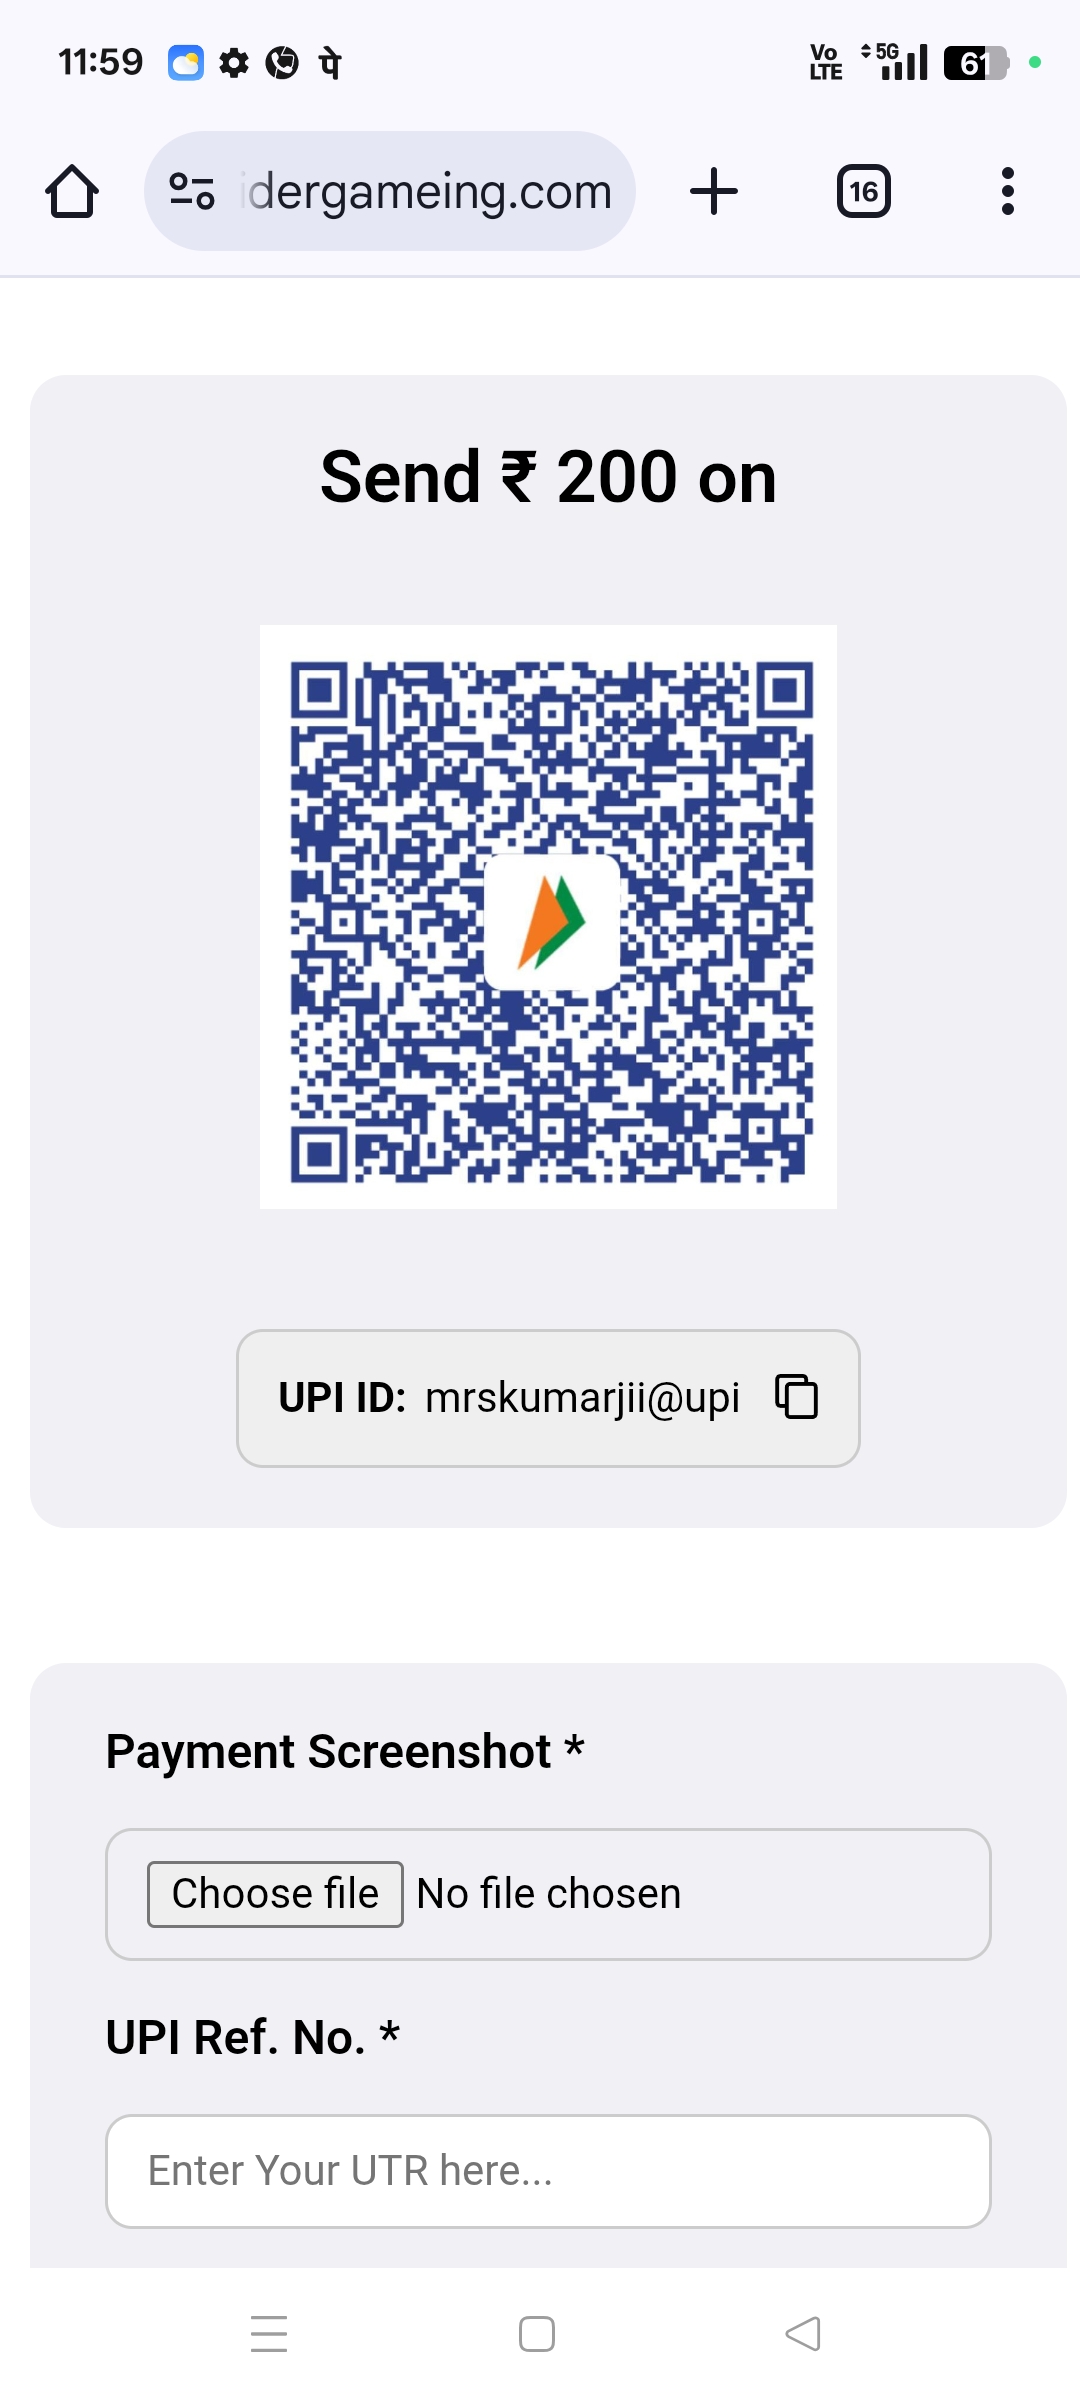 11:59 पे Vo LTE 5G 61
idergameing.com 16
Send ₹ 200 on
UPI ID: mrskumarjii@upi
Payment Screenshot *
Choose file No file chosen
UPI Ref. No. *
Enter Your UTR here...